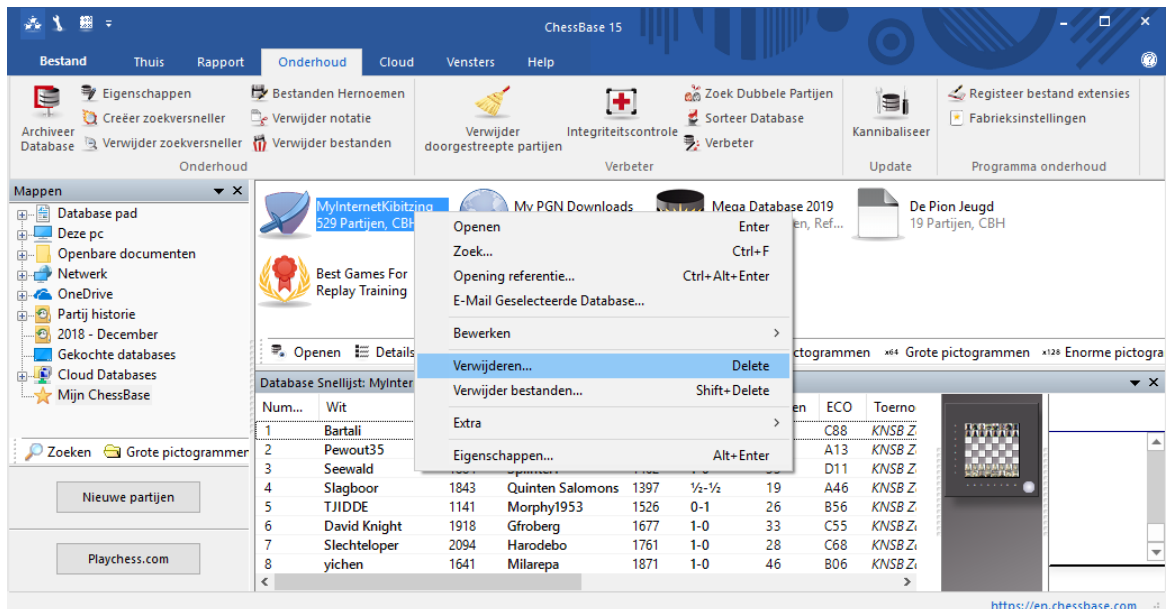 ChessBase 15
Bestand Thuis Rapport Onderhoud Cloud Vensters Help
Archiveer Database
Eigenschappen
Creëer zoekversneller
Verwijder zoekversneller
Bestanden Hernoemen
Verwijder notatie
Verwijder bestanden
Onderhoud
Verwijder doorgestreepte partijen
Integriteitscontrole
Zoek Dubbele Partijen
Sorteer Database
Verbeter
Verbeter
Kannibaliseer
Update
Registeer bestand extensies
Fabrieksinstellingen
Programma onderhoud
Mappen
Database pad
Deze pc
Openbare documenten
Netwerk
OneDrive
Partij historie
2018 - December
Gekochte databases
Cloud Databases
Mijn ChessBase
Zoeken Grote pictogrammen
Nieuwe partijen
Playchess.com
MyInternetKibitzing
529 Partijen, CBH
My PGN Downloads
Mega Database 2019
en, Ref...
De Pion Jeugd
19 Partijen, CBH
Best Games For
Replay Training
Openen Enter
Zoek... Ctrl+F
Opening referentie... Ctrl+Alt+Enter
E-Mail Geselecteerde Database...
Bewerken
Verwijderen... Delete
Verwijder bestanden... Shift+Delete
Extra
Eigenschappen... Alt+Enter
Openen Details ctogrammen x64 Grote pictogrammen x128 Enorme pictogra
Database Snellijst: MyInter
Num... Wit en ECO Toerno
1 Bartali C88 KNSB Z
2 Pewout35 A13 KNSB Z
3 Seewald D11 KNSB Z
4 Slagboor 1843 Quinten Salomons 1397 ½-½ 19 A46 KNSB Z
5 TJIDDE 1141 Morphy1953 1526 0-1 26 B56 KNSB Z
6 David Knight 1918 Gfroberg 1677 1-0 33 C55 KNSB Z
7 Slechteloper 2094 Harodebo 1761 1-0 28 C68 KNSB Z
8 yichen 1641 Milarepa 1871 1-0 46 B06 KNSB Z
https://en.chessbase.com